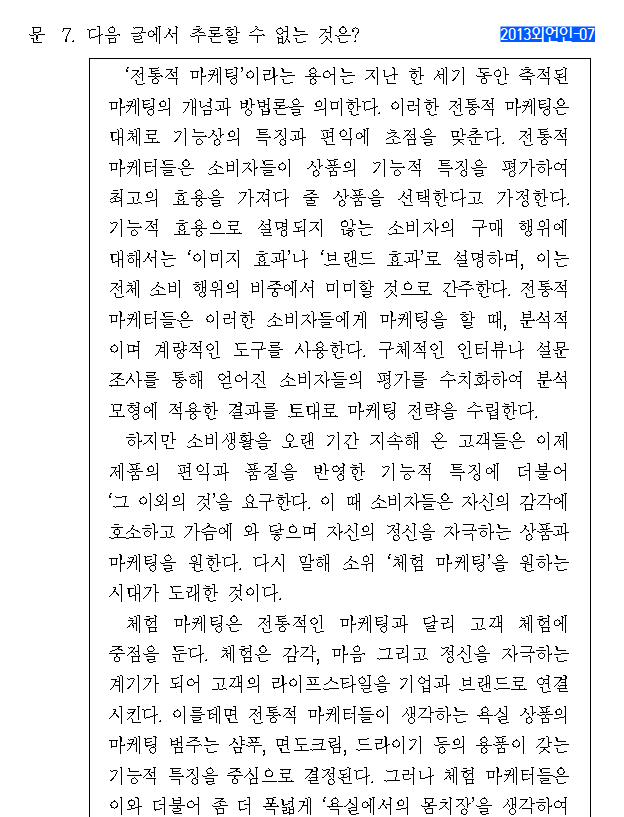 문 7. 다음 글에서 추론할 수 없는 것은? 2013외언인-07
‘전통적 마케팅’이라는 용어는 지난 한 세기 동안 축적된
마케팅의 개념과 방법론을 의미한다. 이러한 전통적 마케팅은
대체로 기능상의 특징과 편익에 초점을 맞춘다. 전통적
마케터들은 소비자들이 상품의 기능적 특징을 평가하여
최고의 효용을 가져다 줄 상품을 선택한다고 가정한다.
기능적 효용으로 설명되지 않는 소비자의 구매 행위에
대해서는 ‘이미지 효과’나 ‘브랜드 효과’로 설명하며, 이는
전체 소비 행위의 비중에서 미미할 것으로 간주한다. 전통적
마케터들은 이러한 소비자들에게 마케팅을 할 때, 분석적
이며 계량적인 도구를 사용한다. 구체적인 인터뷰나 설문
조사를 통해 얻어진 소비자들의 평가를 수치화하여 분석
모형에 적용한 결과를 토대로 마케팅 전략을 수립한다.
하지만 소비생활을 오랜 기간 지속해 온 고객들은 이제
제품의 편익과 품질을 반영한 기능적 특징에 더불어
‘그 이외의 것’을 요구한다. 이 때 소비자들은 자신의 감각에
호소하고 가슴에 와 닿으며 자신의 정신을 자극하는 상품과
마케팅을 원한다. 다시 말해 소위 ‘체험 마케팅’을 원하는
시대가 도래한 것이다.
체험 마케팅은 전통적인 마케팅과 달리 고객 체험에
중점을 둔다. 체험은 감각, 마음 그리고 정신을 자극하는
계기가 되어 고객의 라이프스타일을 기업과 브랜드로 연결
시킨다. 이를테면 전통적 마케터들이 생각하는 욕실 상품의
마케팅 범주는 샴푸, 면도크림, 드라이기 등의 용품이 갖는
기능적 특징을 중심으로 결정된다. 그러나 체험 마케터들은
이와 더불어 좀 더 폭넓게 ‘욕실에서의 몸치장’을 생각하여